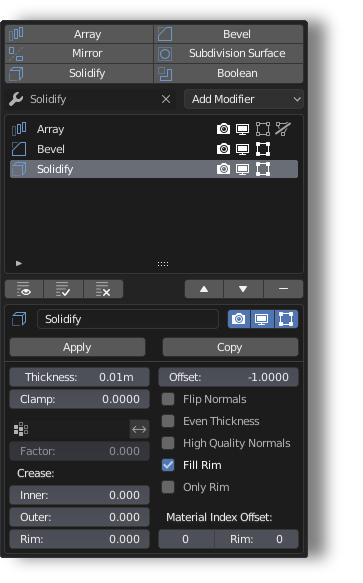 Array Bevel
Mirror Subdivision Surface
Solidify Boolean
Solidify Add Modifier
Array
Bevel
Solidify
Solidify
Apply Copy
Thickness: 0.01m Offset: -1.0000
Clamp: 0.0000 Flip Normals
Even Thickness
Factor: 0.000 High Quality Normals
Crease: Fill Rim
Inner: 0.000 Only Rim
Outer: 0.000 Material Index Offset:
Rim: 0.000 0 Rim: 0